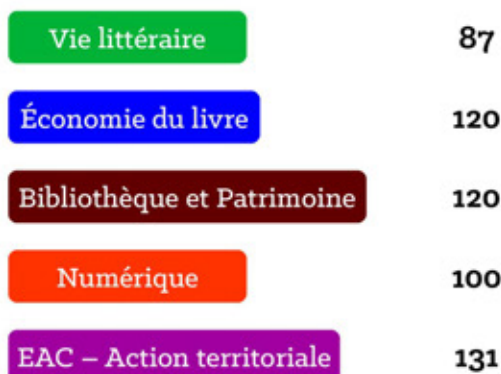 Vie littéraire 87
Économie du livre 120
Bibliothèque et Patrimoine 120
Numérique 100
EAC – Action territoriale 131